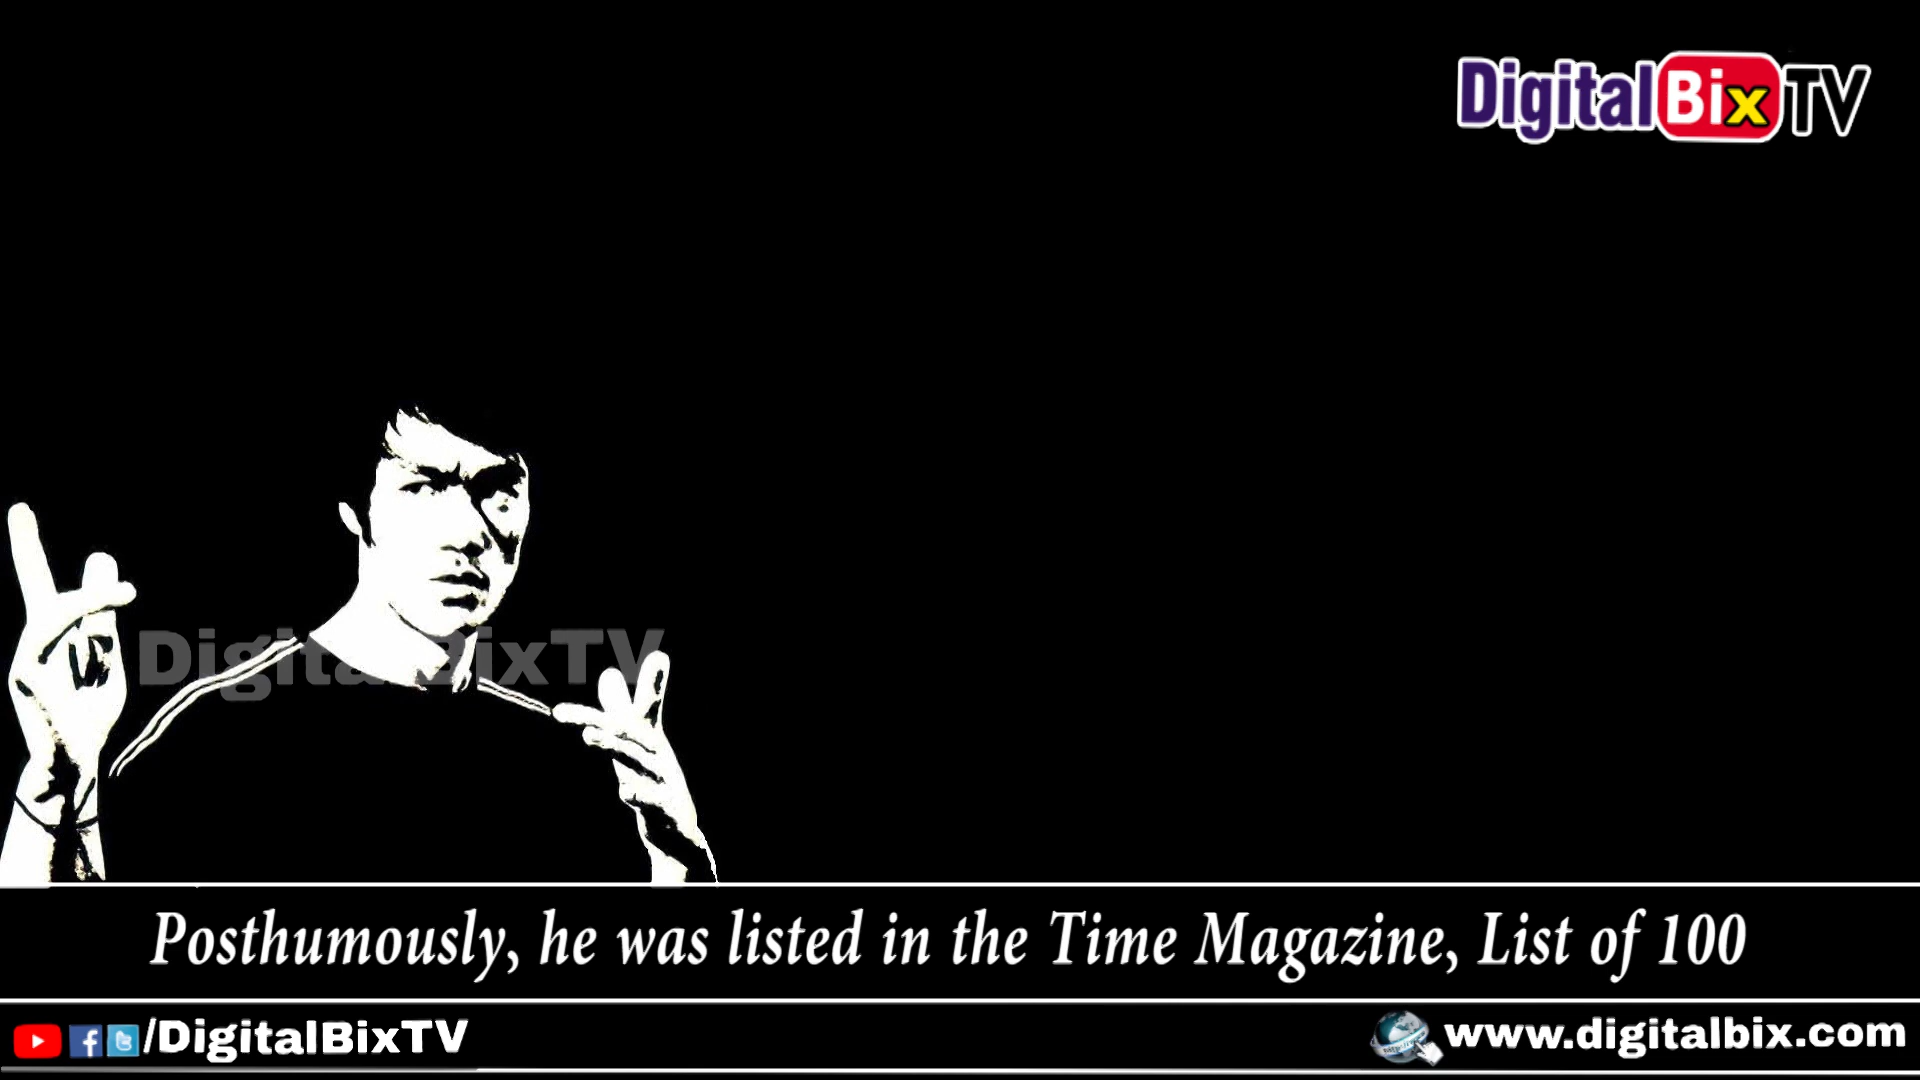 DigitalBixTV
DigitalBixTV
Posthumously, he was listed in the Time Magazine, List of 100
/DigitalBixTV
www.digitalbix.com